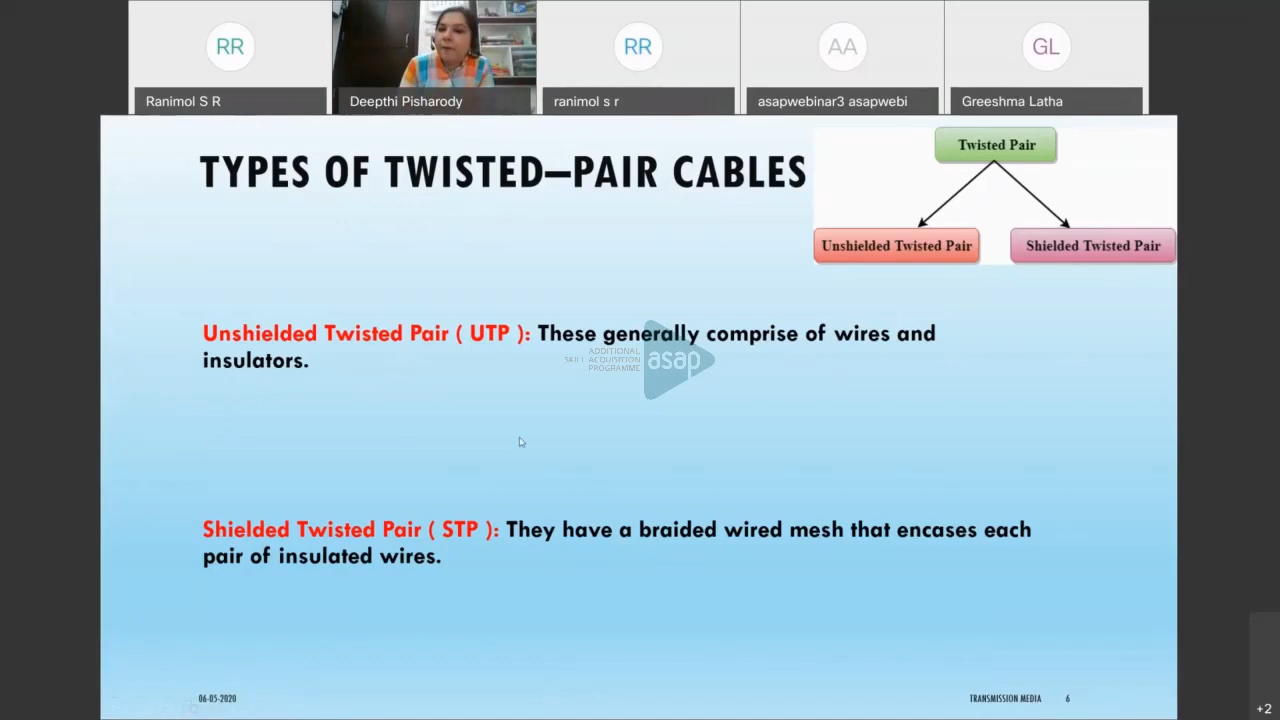 RR
RR
AA
GL
Ranimol S R
Deepthi Pisharody
ranimol s r
asapwebinar3 asapwebi
Greeshma Latha
TYPES OF TWISTED–PAIR CABLES
Twisted Pair
Unshielded Twisted Pair
Shielded Twisted Pair
Unshielded Twisted Pair ( UTP ): These generally comprise of wires and
insulators.
ADDITIONAL
SKILL ACQUISITION
PROGRAMME
asap
Shielded Twisted Pair ( STP ): They have a braided wired mesh that encases each
pair of insulated wires.
06-05-2020
TRANSMISSION MEDIA
6
+2